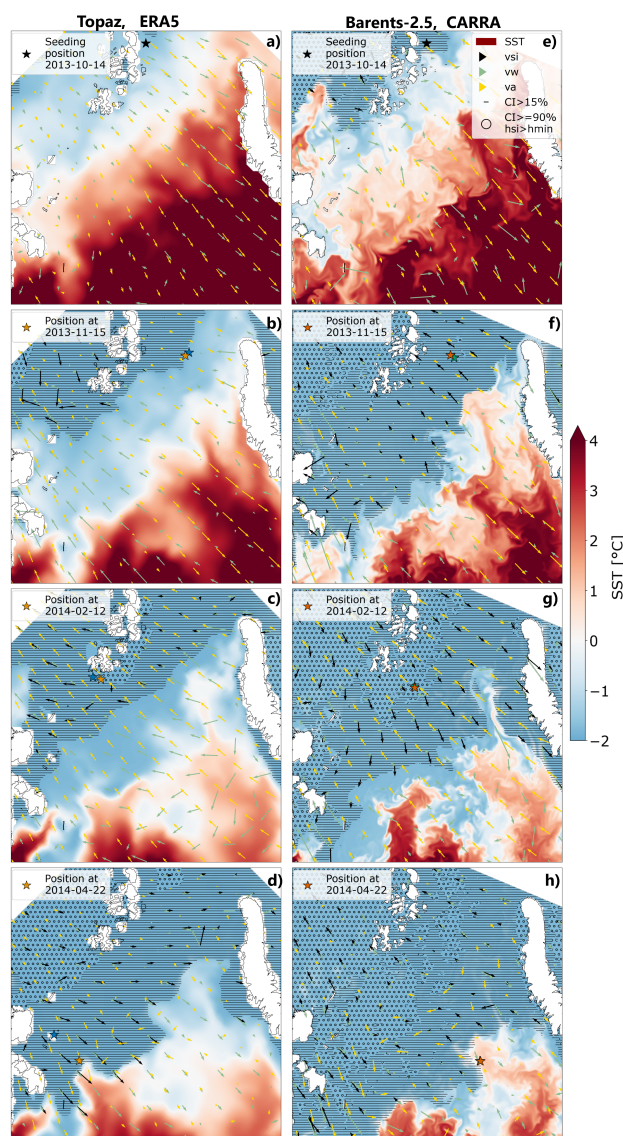 Topaz, ERA5
Barents-2.5, CARRA
a)
Seeding
position
2013-10-14
e)
Seeding
position
2013-10-14
SST
vsi
vw
va
CI>15%
CI>=90%
hsi>hmin
b)
Position at
2013-11-15
f)
Position at
2013-11-15
c)
Position at
2014-02-12
g)
Position at
2014-02-12
d)
Position at
2014-04-22
h)
Position at
2014-04-22
4
3
2
1
0
−1
−2
SST [°C]